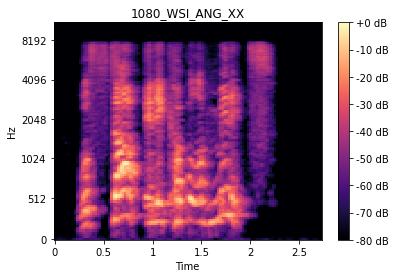 1080_WSI_ANG_XX
+0 dB
8192
-10 dB
4096
-20 dB
-30 dB
2048
Hz
-40 dB
1024
-50 dB
512
-60 dB
-70 dB
0
-80 dB
0 0.5 1 1.5 2 2.5
Time